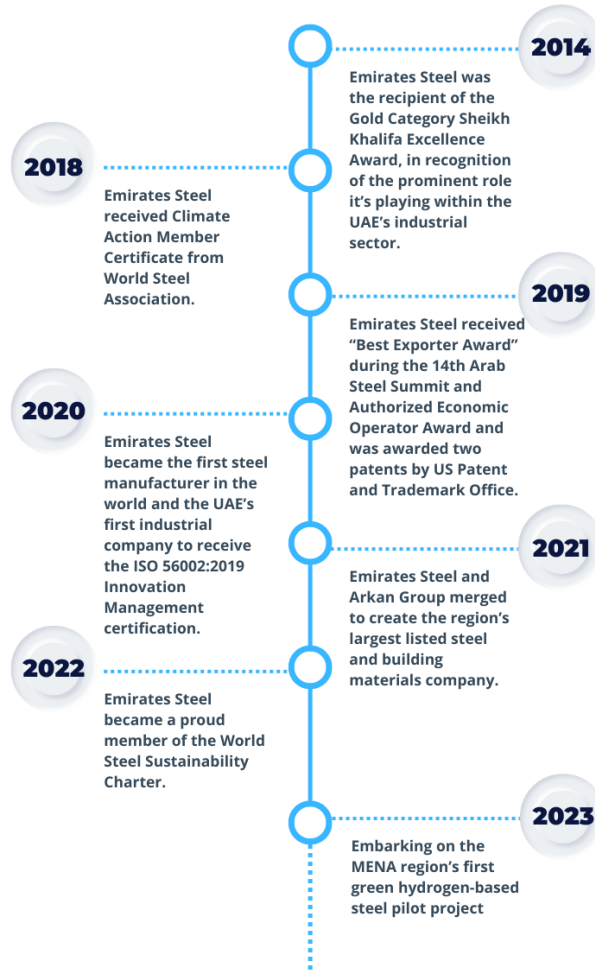 2014
Emirates Steel was
the recipient of the
Gold Category Sheikh
Khalifa Excellence
Award, in recognition
of the prominent role
it's playing within the
UAE's industrial
sector.
2018
Emirates Steel
received Climate
Action Member
Certificate from
World Steel
Association.
2019
Emirates Steel received
“Best Exporter Award”
during the 14th Arab
Steel Summit and
Authorized Economic
Operator Award and
was awarded two
patents by US Patent
and Trademark Office.
2020
Emirates Steel
became the first steel
manufacturer in the
world and the UAE's
first industrial
company to receive
the ISO 56002:2019
Innovation
Management
certification.
2021
Emirates Steel and
Arkan Group merged
to create the region's
largest listed steel
and building
materials company.
2022
Emirates Steel
became a proud
member of the World
Steel Sustainability
Charter.
2023
Embarking on the
MENA region's first
green hydrogen-based
steel pilot project